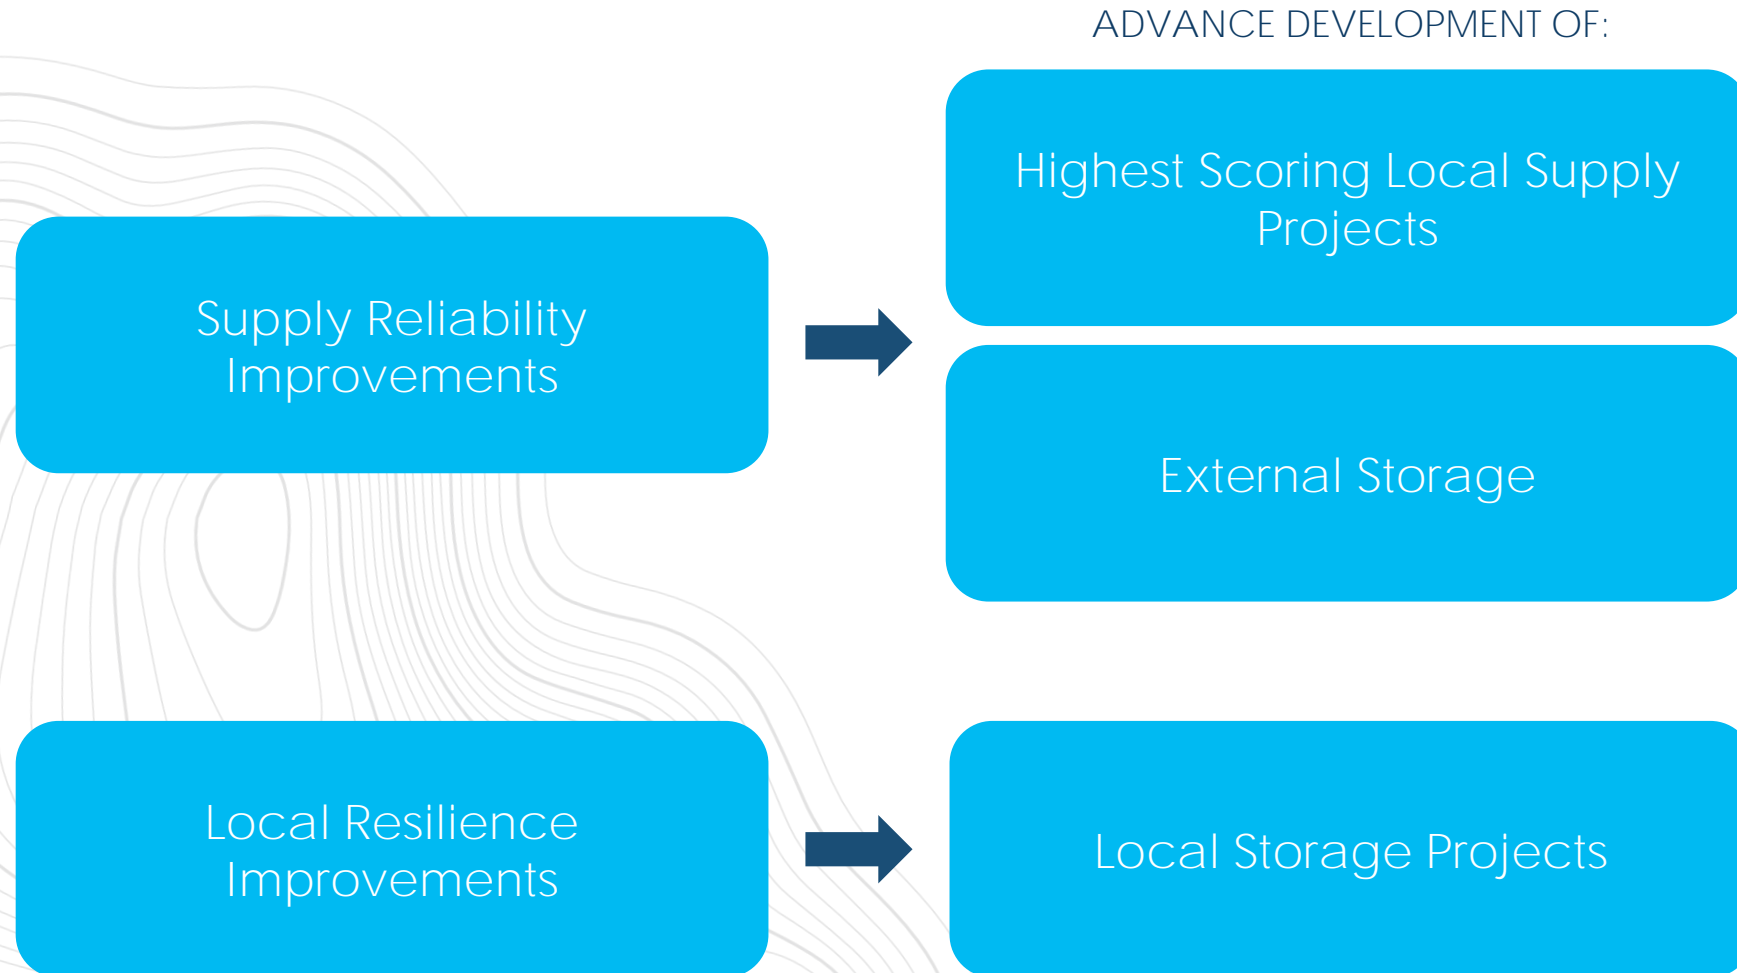 ADVANCE DEVELOPMENT OF:
Supply Reliability
Improvements
Highest Scoring Local Supply
Projects
External Storage
Local Resilience
Improvements
Local Storage Projects